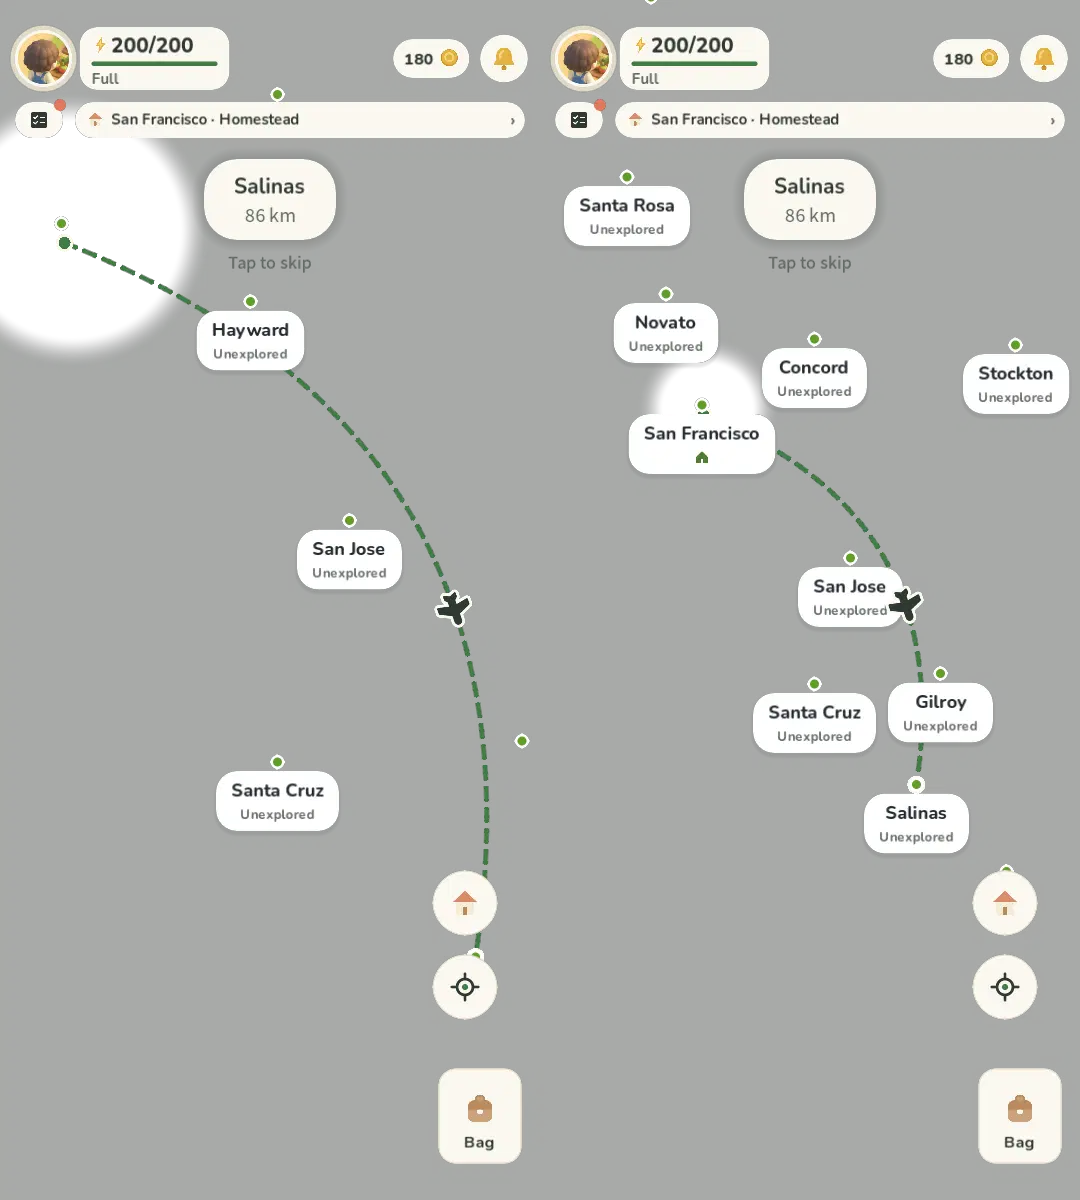 200/200
Full
180
San Francisco · Homestead ›
Salinas
86 km
Tap to skip
Hayward
Unexplored
San Jose
Unexplored
Santa Cruz
Unexplored
Bag
200/200
Full
180
San Francisco · Homestead ›
Salinas
86 km
Tap to skip
Santa Rosa
Unexplored
Novato
Unexplored
Concord
Unexplored
Stockton
Unexplored
San Francisco
San Jose
Unexplored
Gilroy
Unexplored
Santa Cruz
Unexplored
Salinas
Unexplored
Bag